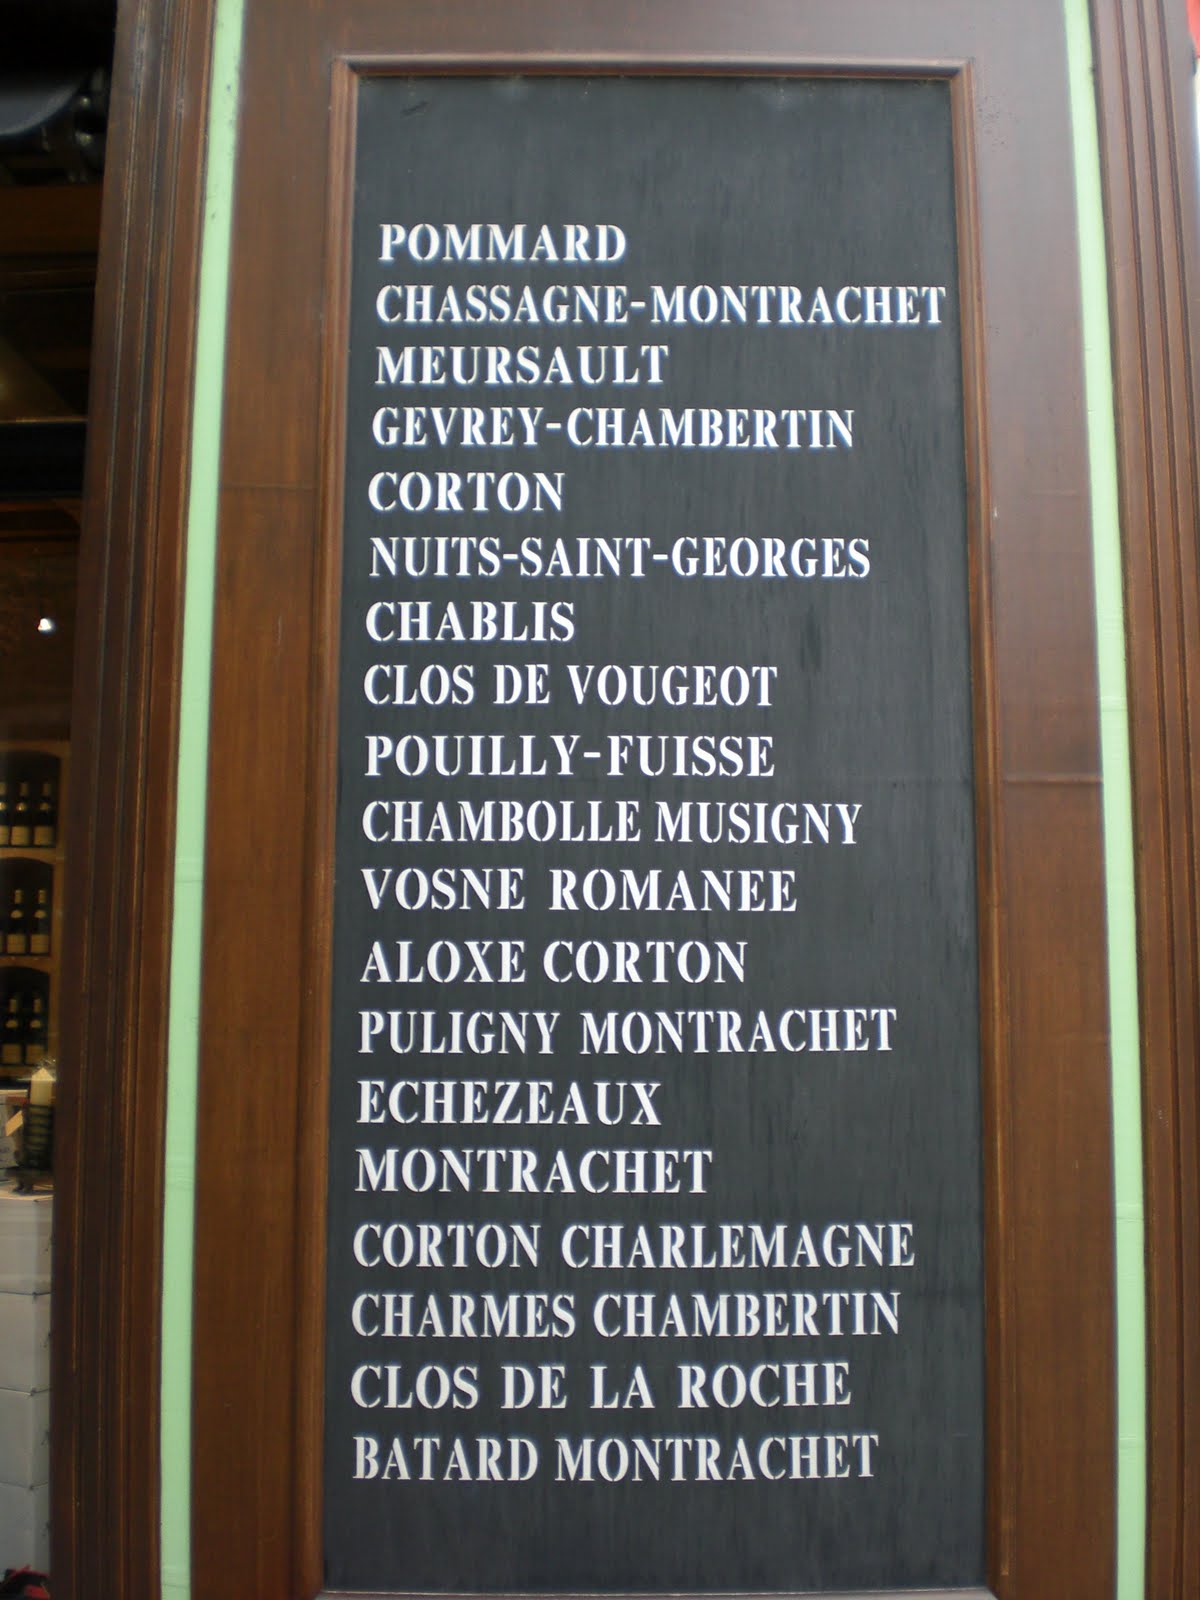 POMMARD
CHASSAGNE-MONTRACHET
MEURSAULT
GEVREY-CHAMBERTIN
CORTON
NUITS-SAINT-GEORGES
CHABLIS
CLOS DE VOUGEOT
POUILLY-FUISSE
CHAMBOLLE MUSIGNY
VOSNE ROMANEE
ALOXE CORTON
PULIGNY MONTRACHET
ECHEZEAUX
MONTRACHET
CORTON CHARLEMAGNE
CHARMES CHAMBERTIN
CLOS DE LA ROCHE
BATARD MONTRACHET